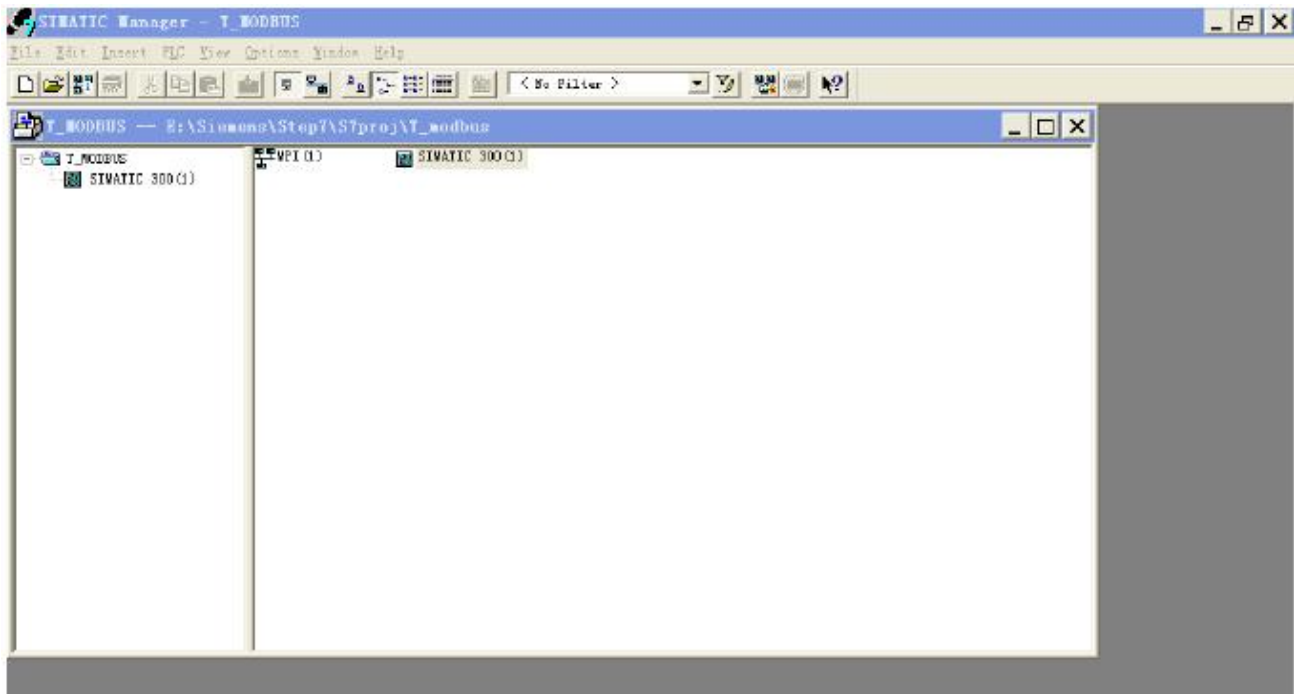 SIMATIC Manager - T_MODBUS
File Edit Insert PLC View Options Window Help
< No Filter >
T_MODBUS -- E:\Siemens\Step7\S7proj\T_modbus
T_MODBUS
SIMATIC 300(1)
MPI(1)
SIMATIC 300(1)